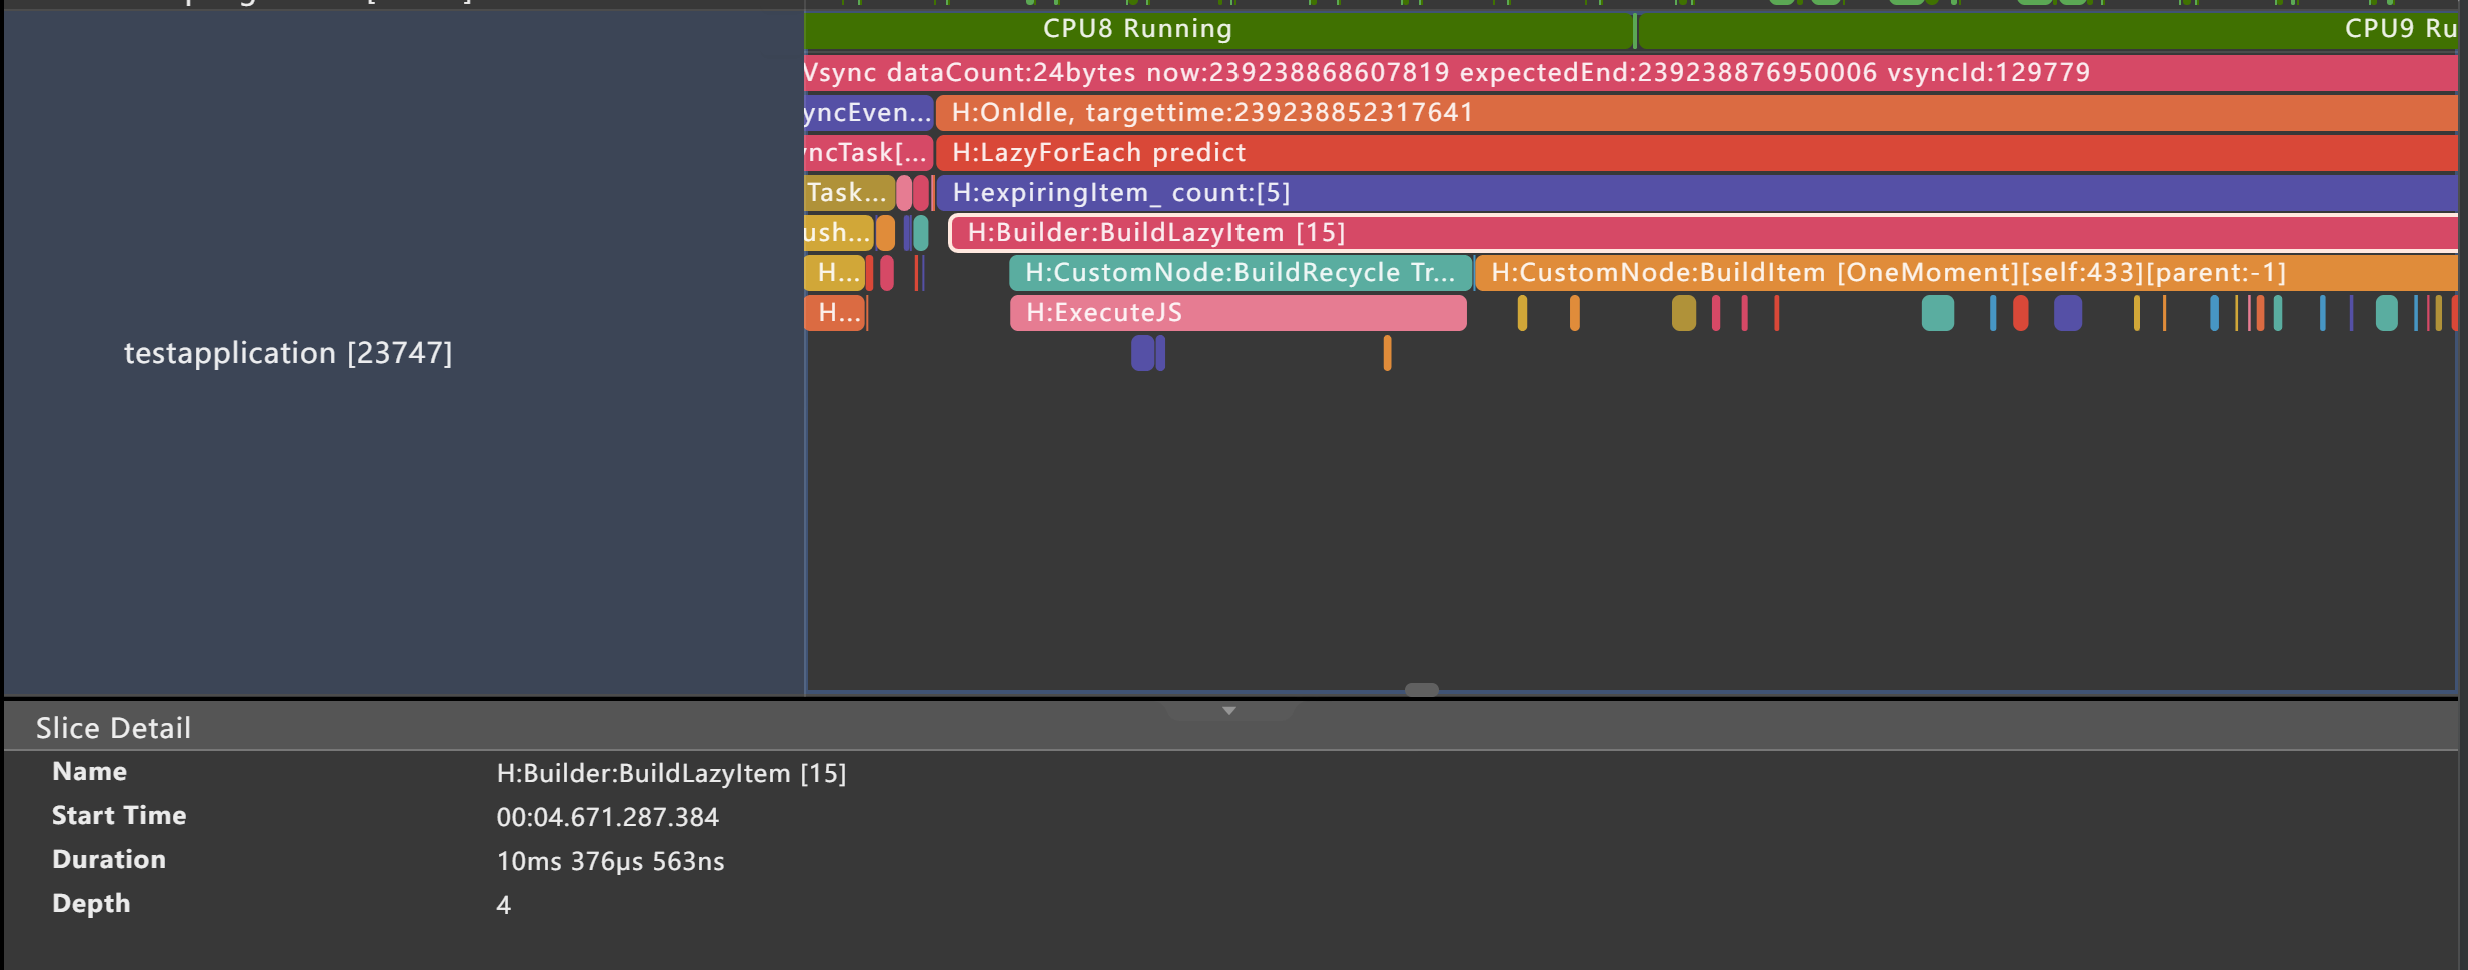 CPU8 Running
CPU9 Ru
Vsync dataCount:24bytes now:239238868607819 expectedEnd:239238876950006 vsyncId:129779
yncEven... H:OnIdle, targettime:239238852317641
ncTask[... H:LazyForEach predict
Task... H:expiringItem_ count:[5]
ush... H:Builder:BuildLazyItem [15]
H... H:CustomNode:BuildRecycle Tr... H:CustomNode:BuildItem [OneMoment][self:433][parent:-1]
H... H:ExecuteJS
testapplication [23747]
Slice Detail
Name H:Builder:BuildLazyItem [15]
Start Time 00:04.671.287.384
Duration 10ms 376µs 563ns
Depth 4